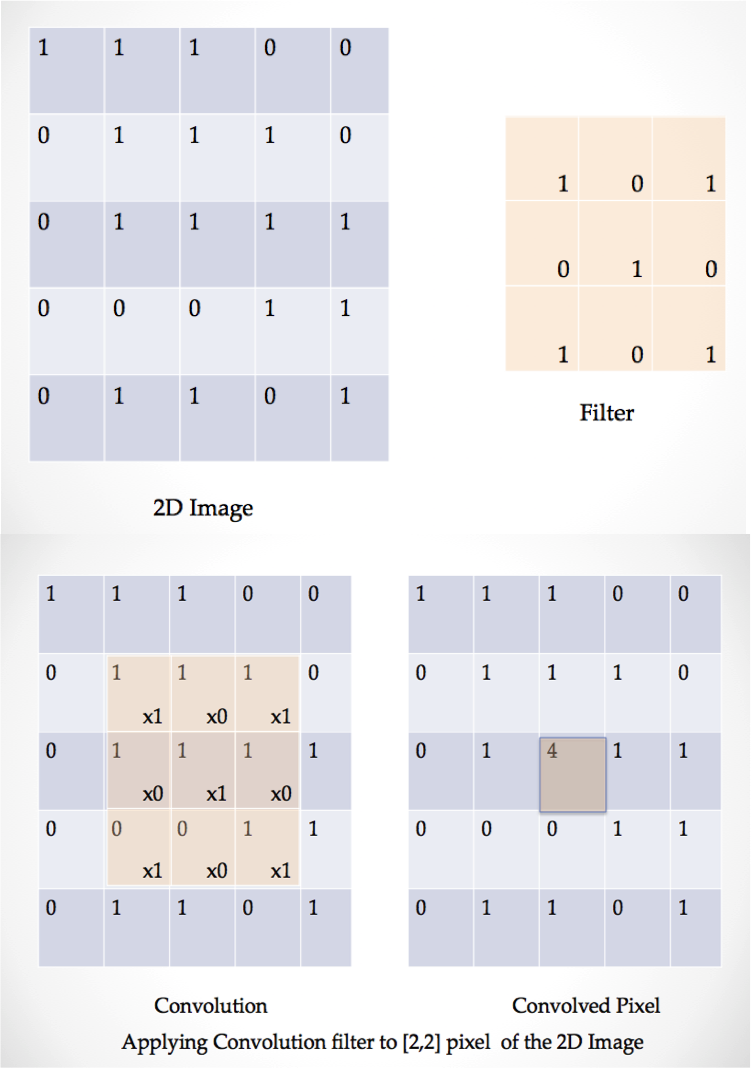 1 1 1 0 0
0 1 1 1 0
0 1 1 1 1
0 0 0 1 1
0 1 1 0 1
2D Image
1 0 1
0 1 0
1 0 1
Filter
1 1 1 0 0
0 1 1 1 0
x1 x0 x1
0 1 1 1 1
x0 x1 x0
0 0 0 1 1
x1 x0 x1
0 1 1 0 1
Convolution
1 1 1 0 0
0 1 1 1 0
0 1 4 1 1
0 0 0 1 1
0 1 1 0 1
Convolved Pixel
Applying Convolution filter to [2,2] pixel of the 2D Image